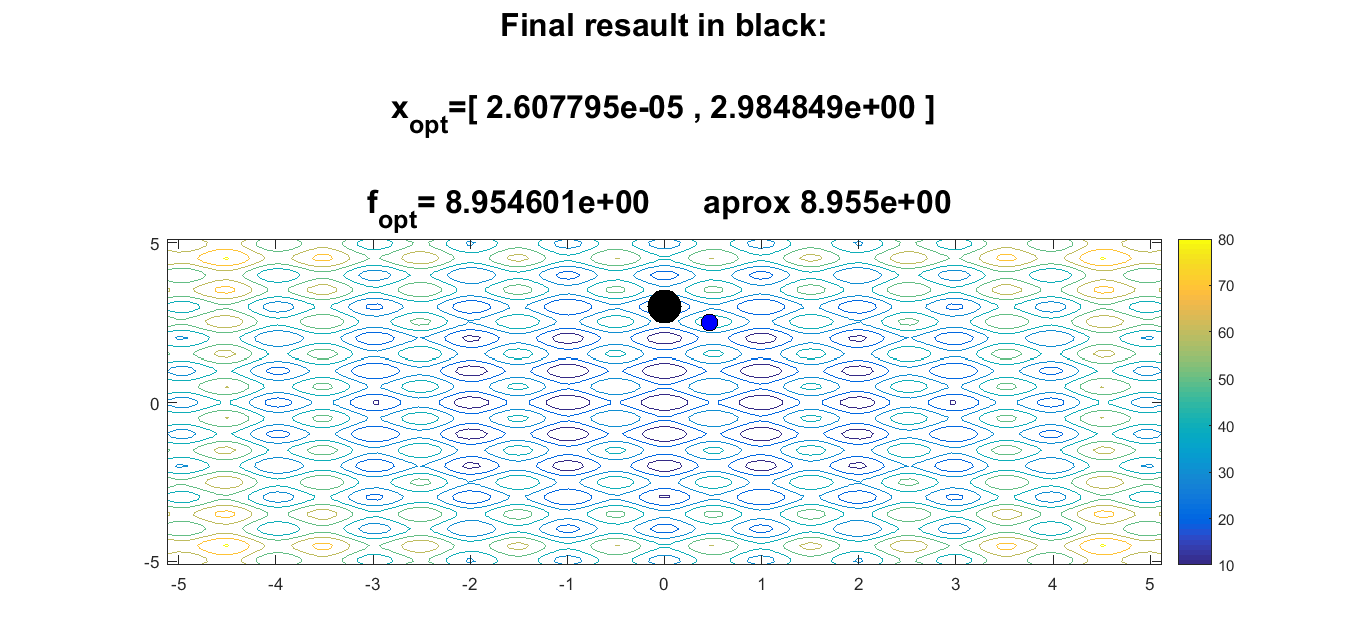 Final resault in black:
xopt=[ 2.607795e-05 , 2.984849e+00 ]
fopt= 8.954601e+00 aprox 8.955e+00
5
0
-5
-5 -4 -3 -2 -1 0 1 2 3 4 5
80
70
60
50
40
30
20
10